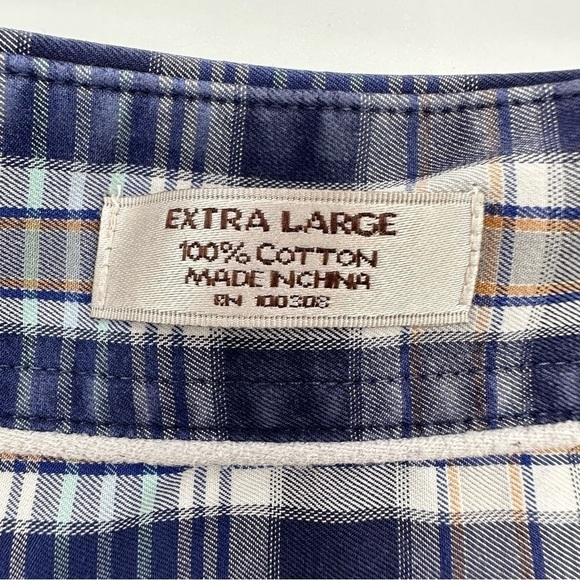 EXTRA LARGE
100% COTTON
MADE IN CHINA
RN 100308